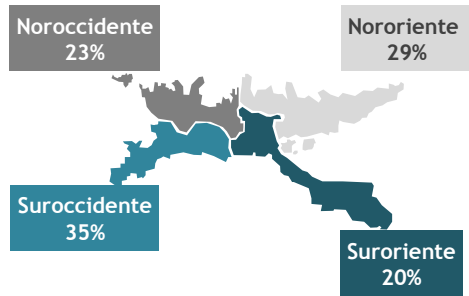 Noroccidente
23%
Nororiente
29%
Suroccidente
35%
Suroriente
20%